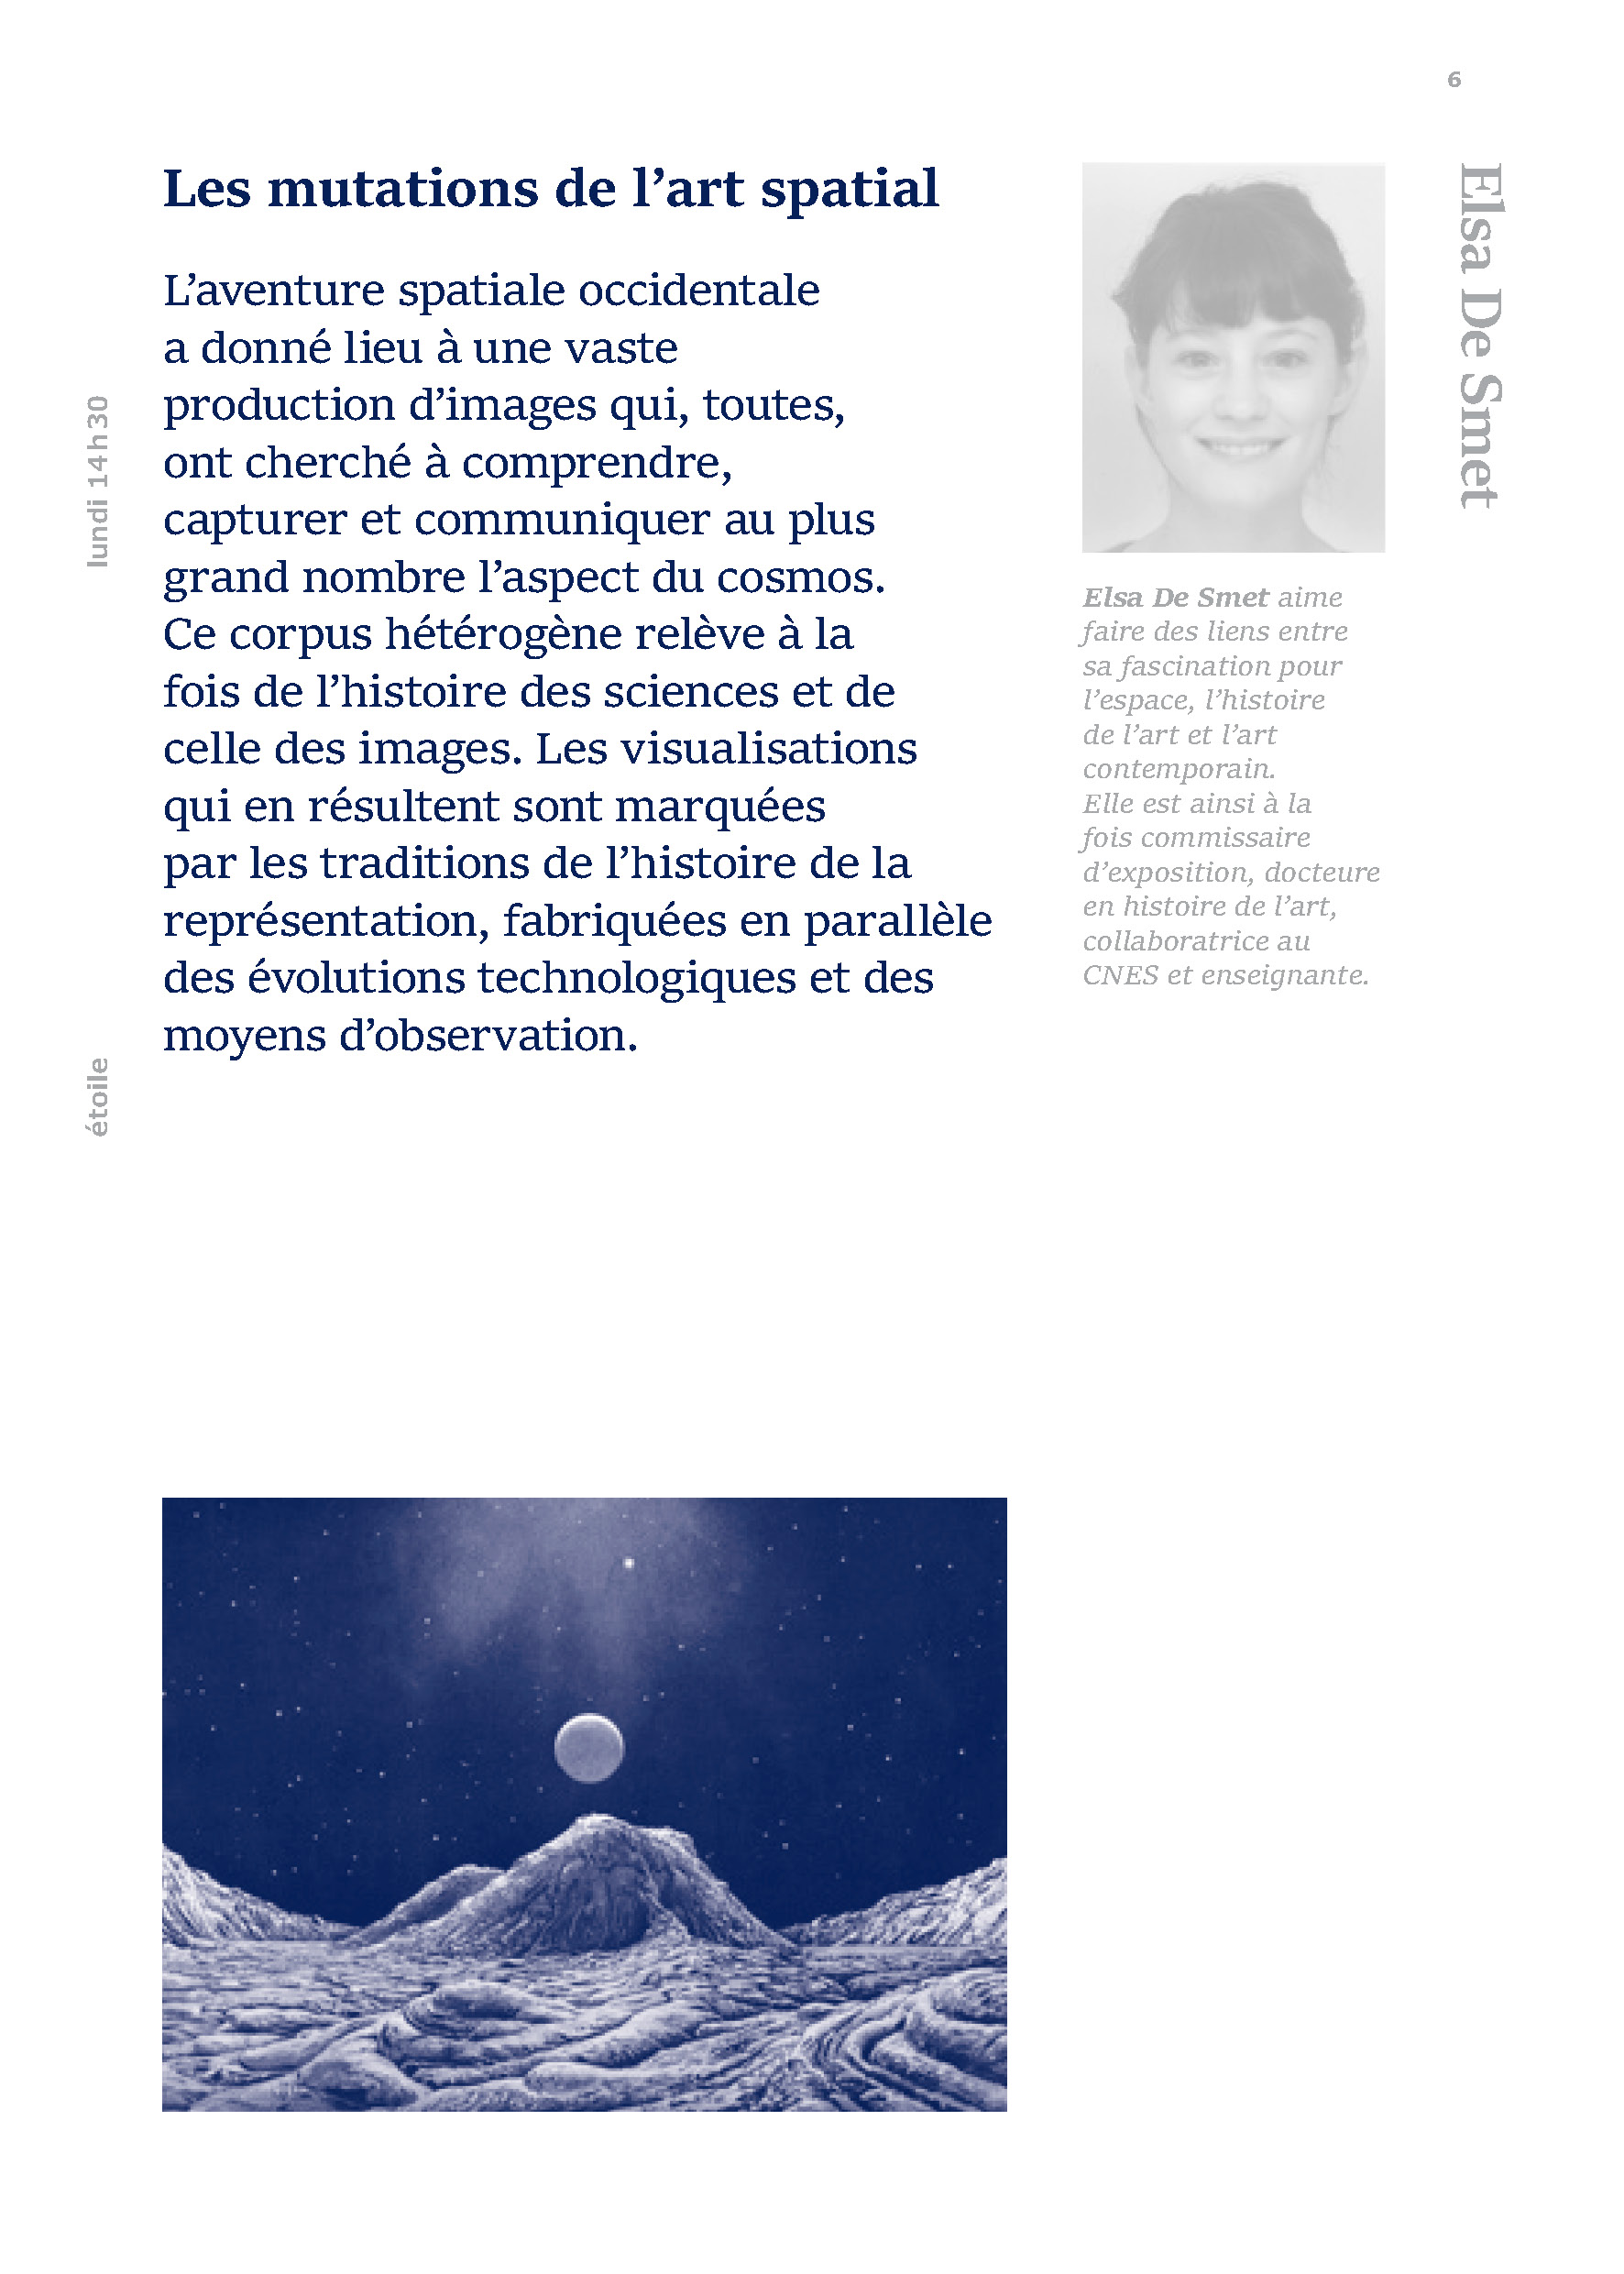 6
Les mutations de l’art spatial
L’aventure spatiale occidentale
a donné lieu à une vaste
production d’images qui, toutes,
ont cherché à comprendre,
capturer et communiquer au plus
grand nombre l’aspect du cosmos.
Ce corpus hétérogène relève à la
fois de l’histoire des sciences et de
celle des images. Les visualisations
qui en résultent sont marquées
par les traditions de l’histoire de la
représentation, fabriquées en parallèle
des évolutions technologiques et des
moyens d’observation.
Elsa De Smet
Elsa De Smet aime
faire des liens entre
sa fascination pour
l’espace, l’histoire
de l’art et l’art
contemporain.
Elle est ainsi à la
fois commissaire
d’exposition, docteure
en histoire de l’art,
collaboratrice au
CNES et enseignante.
lundi 14h30
étoile